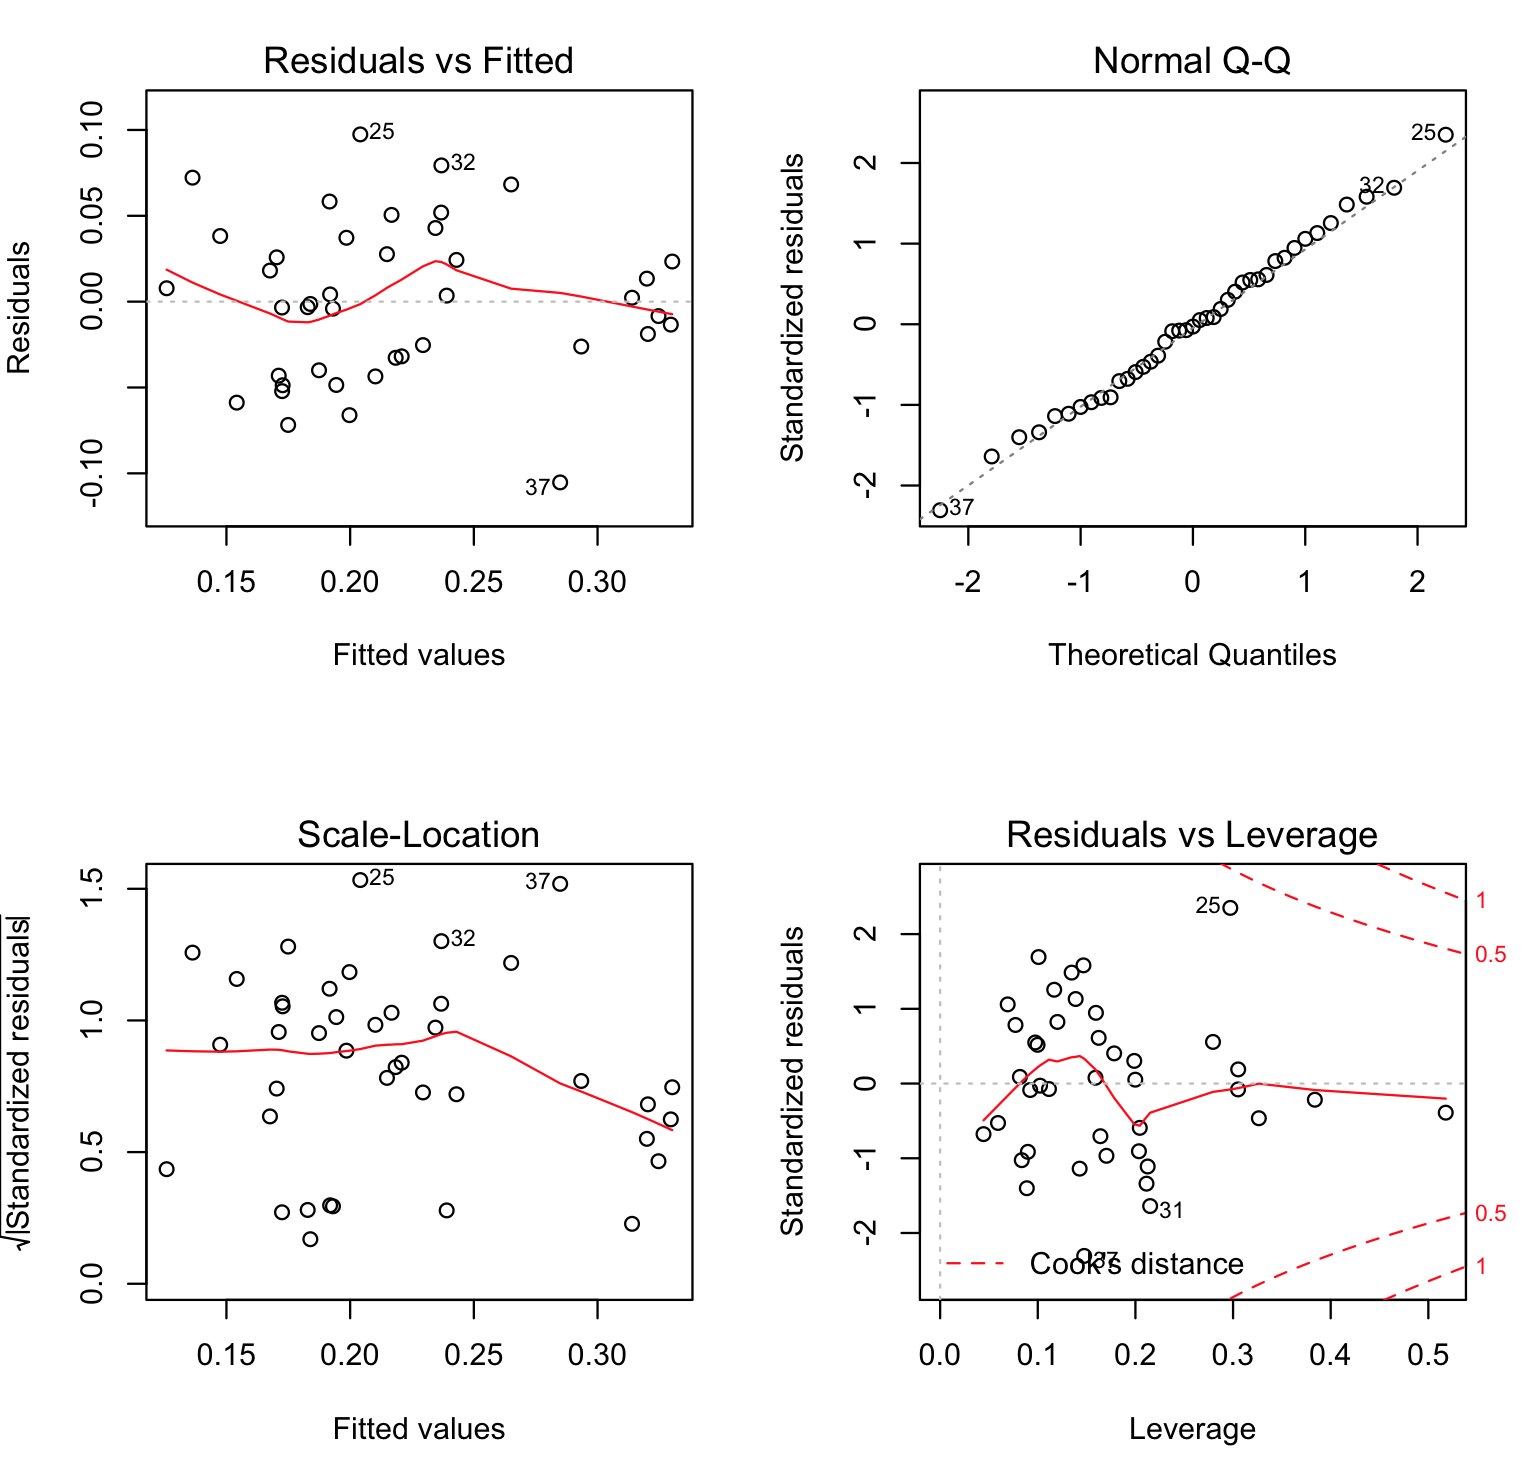 Residuals vs Fitted
Residuals
0.10
0.05
0.00
-0.10
25
32
37
0.15 0.20 0.25 0.30
Fitted values
Normal Q-Q
Standardized residuals
2
1
0
-1
-2
25
32
37
-2 -1 0 1 2
Theoretical Quantiles
Scale-Location
√|Standardized residuals|
1.5
1.0
0.5
0.0
25
37
32
0.15 0.20 0.25 0.30
Fitted values
Residuals vs Leverage
Standardized residuals
2
1
0
-1
-2
25
31
37
Cook's distance
1
0.5
0.5
1
0.0 0.1 0.2 0.3 0.4 0.5
Leverage